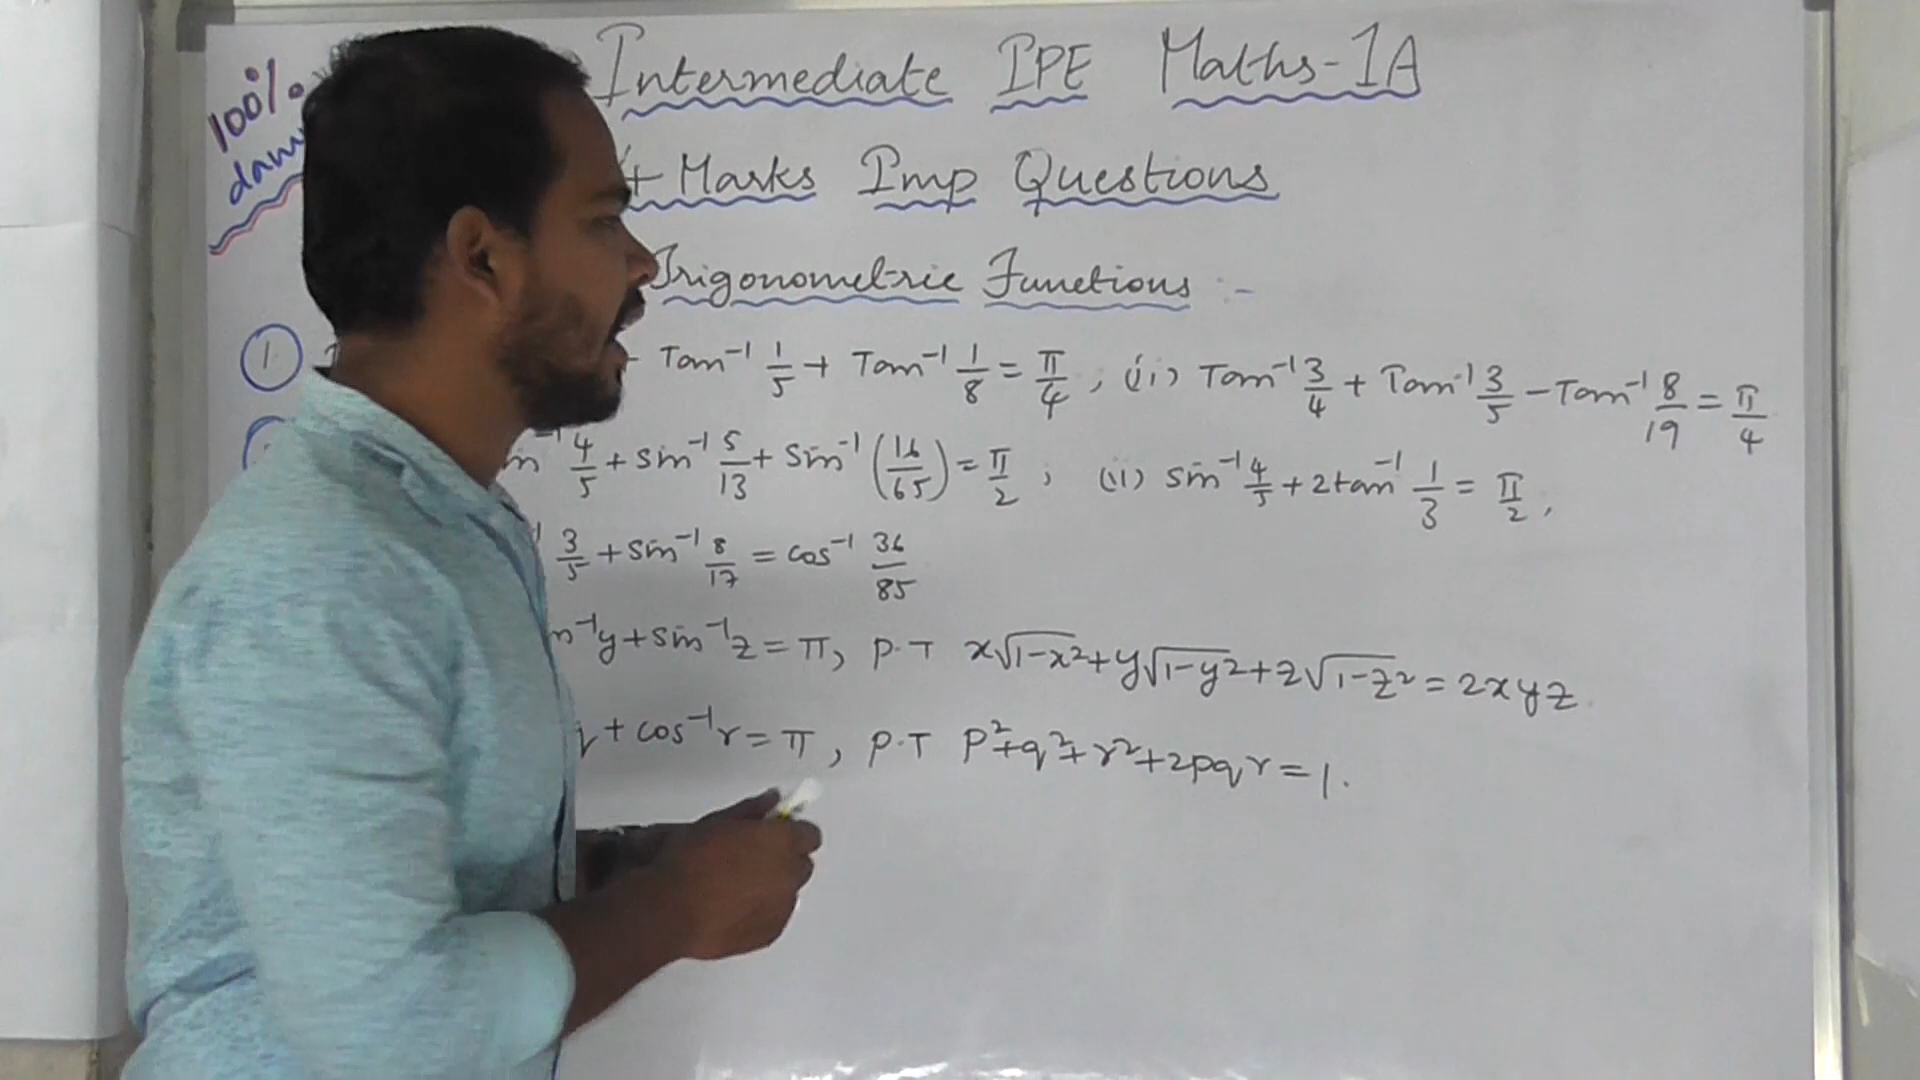 100%
Intermediate IPE Maths-IA
Marks Imp Questions
Trigonometric Functions :-
1. Tan⁻¹ 1/5 + Tan⁻¹ 1/8 = π/4 , (ii) Tan⁻¹ 3/4 + Tan⁻¹ 3/5 - Tan⁻¹ 8/19 = π/4
4/5 + sin⁻¹ 5/13 + sin⁻¹ (16/65) = π/2 ; (ii) sin⁻¹ 4/5 + 2tan⁻¹ 1/3 = π/2,
3/5 + sin⁻¹ 8/17 = cos⁻¹ 36/85
y + sin⁻¹z = π, P.T x√1-x² + y√1-y² + z√1-z² = 2xyz
+ cos⁻¹r = π, P.T p²+q²+r²+2pqr = 1.